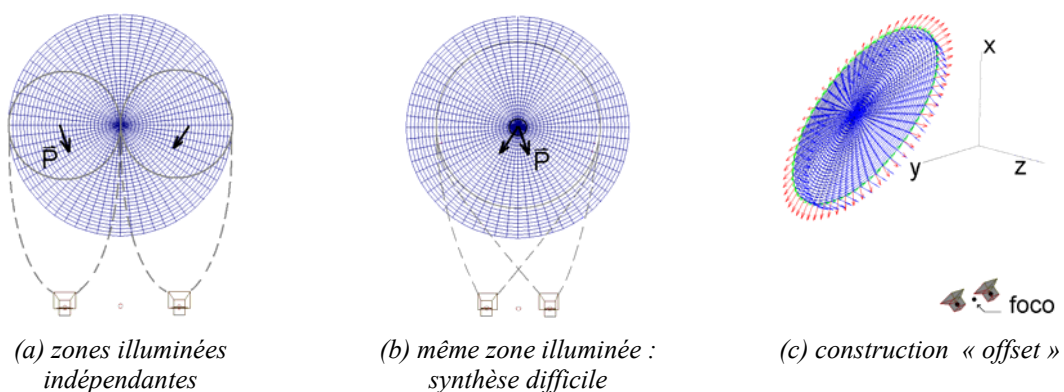 P
P
x
y
z
foco
(a) zones illuminées
indépendantes
(b) même zone illuminée :
synthèse difficile
(c) construction « offset »